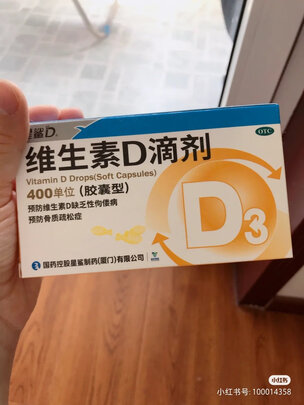 星鲨D
OTC
维生素D滴剂
Vitamin D Drops(Soft Capsules)
400单位(胶囊型)
预防维生素D缺乏性佝偻病
预防骨质疏松症
D3
国药控股星鲨制药(厦门)有限公司
小红书
小红书号: 100014358